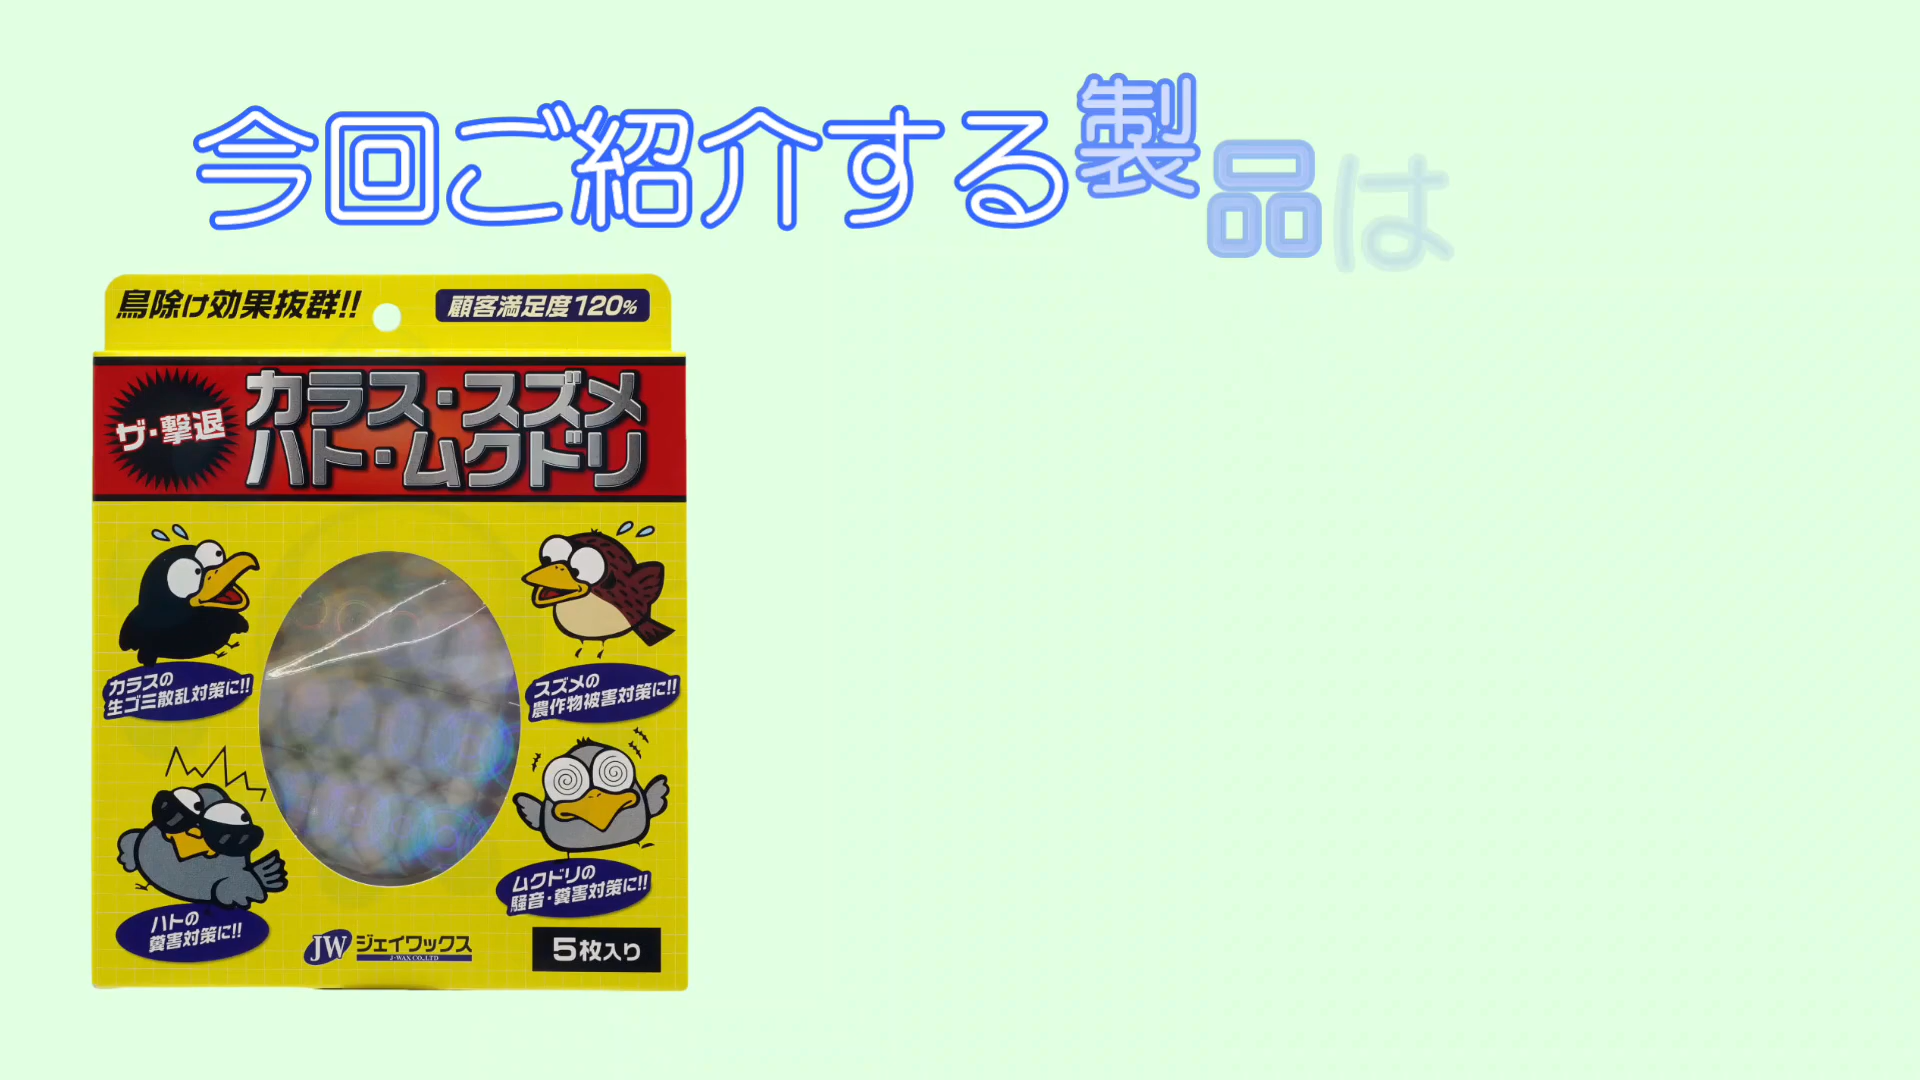 今回ご紹介する製品は
鳥除け効果抜群!!
顧客満足度120%
ザ・撃退
カラス・スズメ
ハト・ムクドリ
カラスの
生ゴミ散乱対策に!!
スズメの
農作物被害対策に!!
ハトの
糞害対策に!!
ムクドリの
騒音・糞害対策に!!
JW
ジェイワックス
J-WAX CO.,LTD
5枚入り